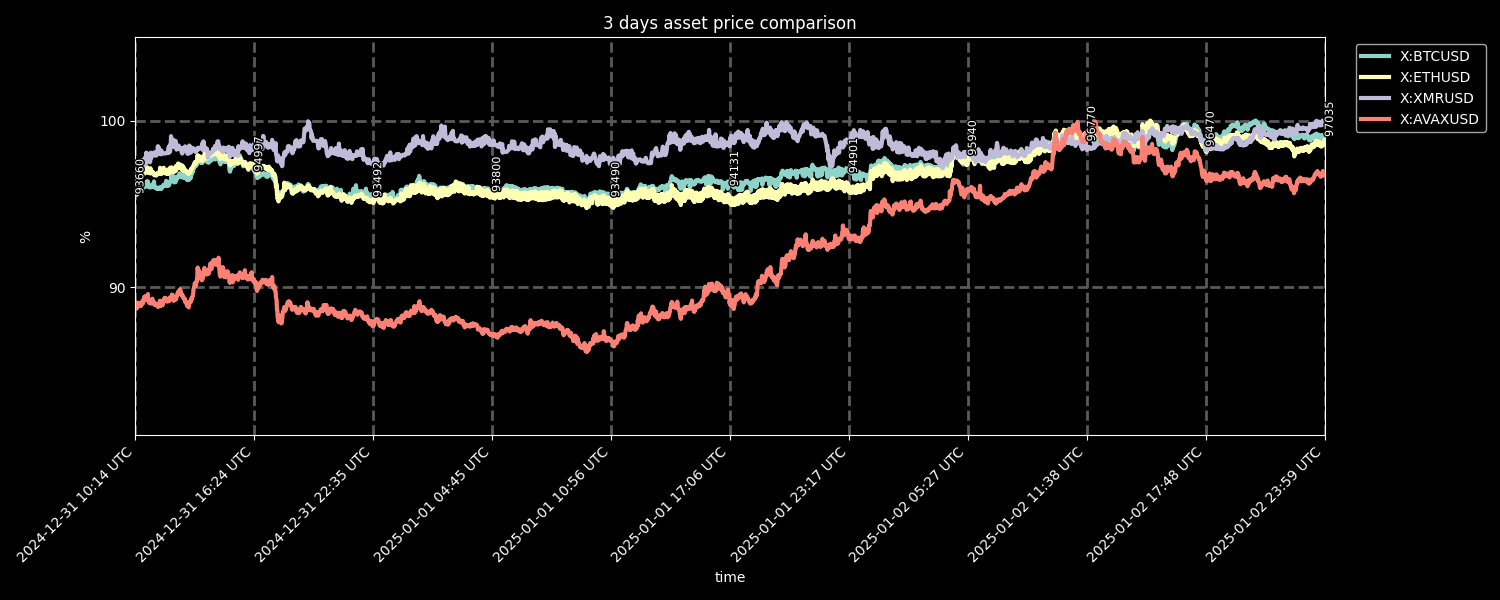 3 days asset price comparison
X:BTCUSD
X:ETHUSD
X:XMRUSD
X:AVAXUSD
100
90
%
93660
94997
93492
93800
93490
94131
94901
95940
96770
96470
97035
2024-12-31 10:14 UTC
2024-12-31 16:24 UTC
2024-12-31 22:35 UTC
2025-01-01 04:45 UTC
2025-01-01 10:56 UTC
2025-01-01 17:06 UTC
2025-01-01 23:17 UTC
2025-01-02 05:27 UTC
2025-01-02 11:38 UTC
2025-01-02 17:48 UTC
2025-01-02 23:59 UTC
time